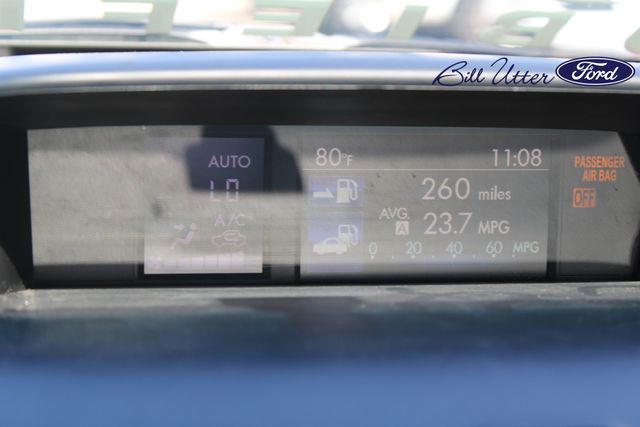 Bill Utter Ford
AUTO
LO
A/C
80°F 11:08
260 miles
AVG.
A 23.7 MPG
0 20 40 60 MPG
PASSENGER
AIR BAG
OFF